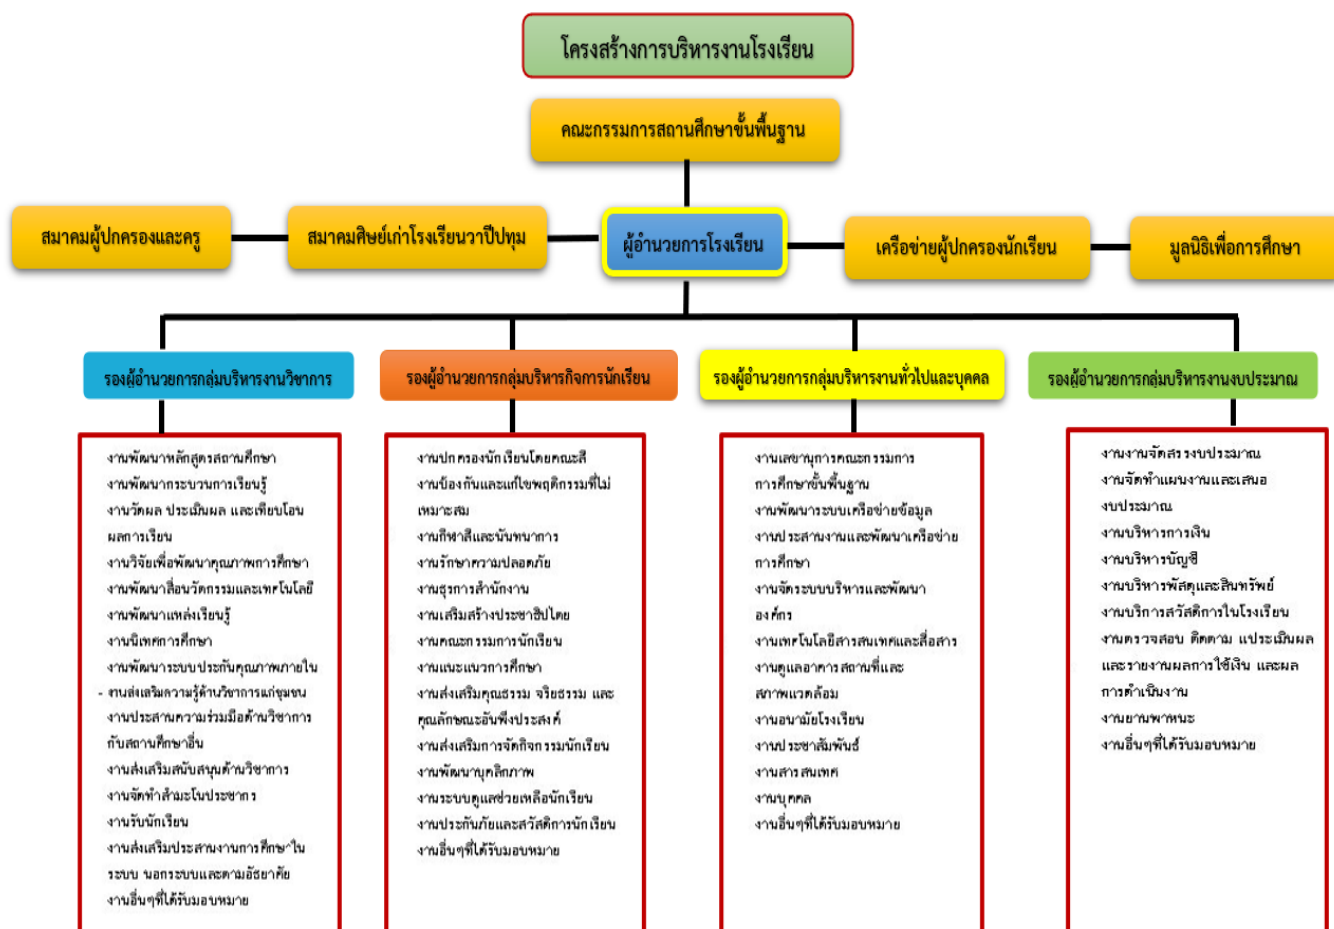 โครงสร้างการบริหารงานโรงเรียน
คณะกรรมการสถานศึกษาขั้นพื้นฐาน
สมาคมผู้ปกครองและครู
สมาคมศิษย์เก่าโรงเรียนวาปีปทุม
ผู้อำนวยการโรงเรียน
เครือข่ายผู้ปกครองนักเรียน
มูลนิธิเพื่อการศึกษา
รองผู้อำนวยการกลุ่มบริหารงานวิชาการ
งานพัฒนาหลักสูตรสถานศึกษา
งานพัฒนากระบวนการเรียนรู้
งานวัดผล ประเมินผล และเทียบโอน
ผลการเรียน
งานวิจัยเพื่อพัฒนาคุณภาพการศึกษา
งานพัฒนาสื่อนวัตกรรมและเทคโนโลยี
งานพัฒนาแหล่งเรียนรู้
งานนิเทศการศึกษา
งานพัฒนาระบบประกันคุณภาพภายใน
- งานส่งเสริมความรู้ด้านวิชาการแก่ชุมชน
งานประสานความร่วมมือด้านวิชาการ
กับสถานศึกษาอื่น
งานส่งเสริมสนับสนุนด้านวิชาการ
งานจัดทำสำมะโนประชากร
งานรับนักเรียน
งานส่งเสริมประสานงานการศึกษาใน
ระบบ นอกระบบและตามอัธยาศัย
งานอื่นๆที่ได้รับมอบหมาย
รองผู้อำนวยการกลุ่มบริหารกิจการนักเรียน
งานปกครองนักเรียนโดยคณะสี
งานป้องกันและแก้ไขพฤติกรรมที่ไม่
เหมาะสม
งานกีฬาสีและนันทนาการ
งานรักษาความปลอดภัย
งานธุรการสำนักงาน
งานเสริมสร้างประชาธิปไตย
งานคณะกรรมการนักเรียน
งานแนะแนวการศึกษา
งานส่งเสริมคุณธรรม จริยธรรม และ
คุณลักษณะอันพึงประสงค์
งานส่งเสริมการจัดกิจกรรมนักเรียน
งานพัฒนาบุคลิกภาพ
งานระบบดูแลช่วยเหลือนักเรียน
งานประกันภัยและสวัสดิการนักเรียน
งานอื่นๆที่ได้รับมอบหมาย
รองผู้อำนวยการกลุ่มบริหารงานทั่วไปและบุคคล
งานเลขานุการคณะกรรมการ
การศึกษาขั้นพื้นฐาน
งานพัฒนาระบบเครือข่ายข้อมูล
งานประสานงานและพัฒนาเครือข่าย
การศึกษา
งานจัดระบบบริหารและพัฒนา
องค์กร
งานเทคโนโลยีสารสนเทศและสื่อสาร
งานดูแลอาคารสถานที่และ
สภาพแวดล้อม
งานอนามัยโรงเรียน
งานประชาสัมพันธ์
งานสารสนเทศ
งานบุคคล
งานอื่นๆที่ได้รับมอบหมาย
รองผู้อำนวยการกลุ่มบริหารงานงบประมาณ
งานงานจัดสรรงบประมาณ
งานจัดทำแผนงานและเสนอ
งบประมาณ
งานบริหารการเงิน
งานบริหารบัญชี
งานบริหารพัสดุและสินทรัพย์
งานบริการสวัสดิการในโรงเรียน
งานตรวจสอบ ติดตาม แประเมินผล
และรายงานผลการใช้เงิน และผล
การดำเนินงาน
งานยานพาหนะ
งานอื่นๆที่ได้รับมอบหมาย